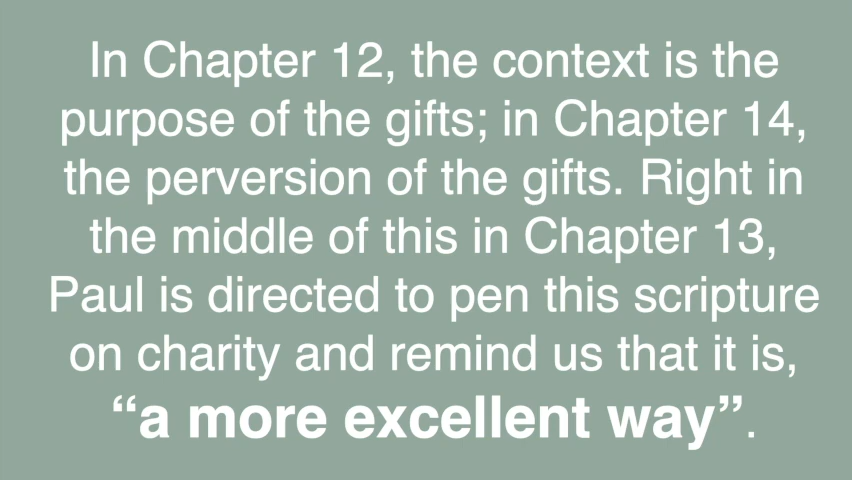 In Chapter 12, the context is the
purpose of the gifts; in Chapter 14,
the perversion of the gifts. Right in
the middle of this in Chapter 13,
Paul is directed to pen this scripture
on charity and remind us that it is,
“a more excellent way”.